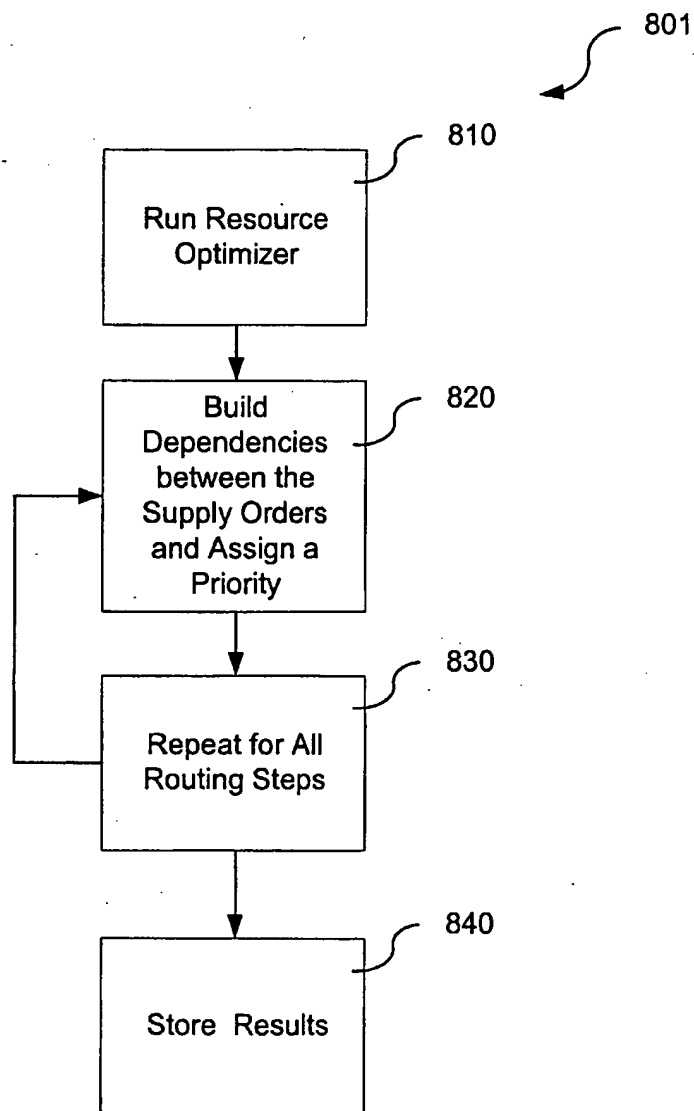 801
810
Run Resource
Optimizer
820
Build
Dependencies
between the
Supply Orders
and Assign a
Priority
830
Repeat for All
Routing Steps
840
Store Results